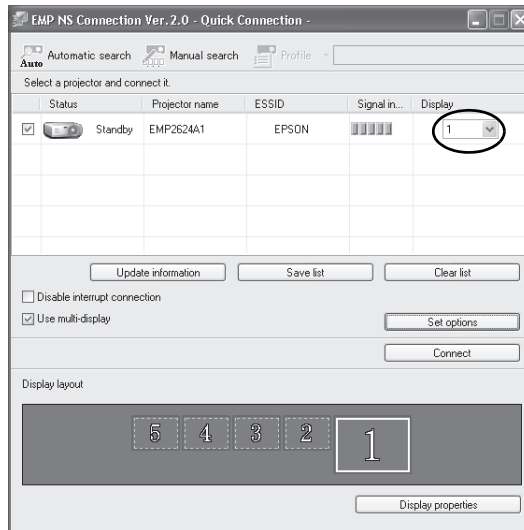 EMP NS Connection Ver.2.0 - Quick Connection -
Auto Automatic search Manual search Profile
Select a projector and connect it.
Status Projector name ESSID Signal in... Display
Standby EMP2624A1 EPSON 1
Update information Save list Clear list
Disable interrupt connection
Use multi-display
Set options
Connect
Display layout
5 4 3 2 1
Display properties